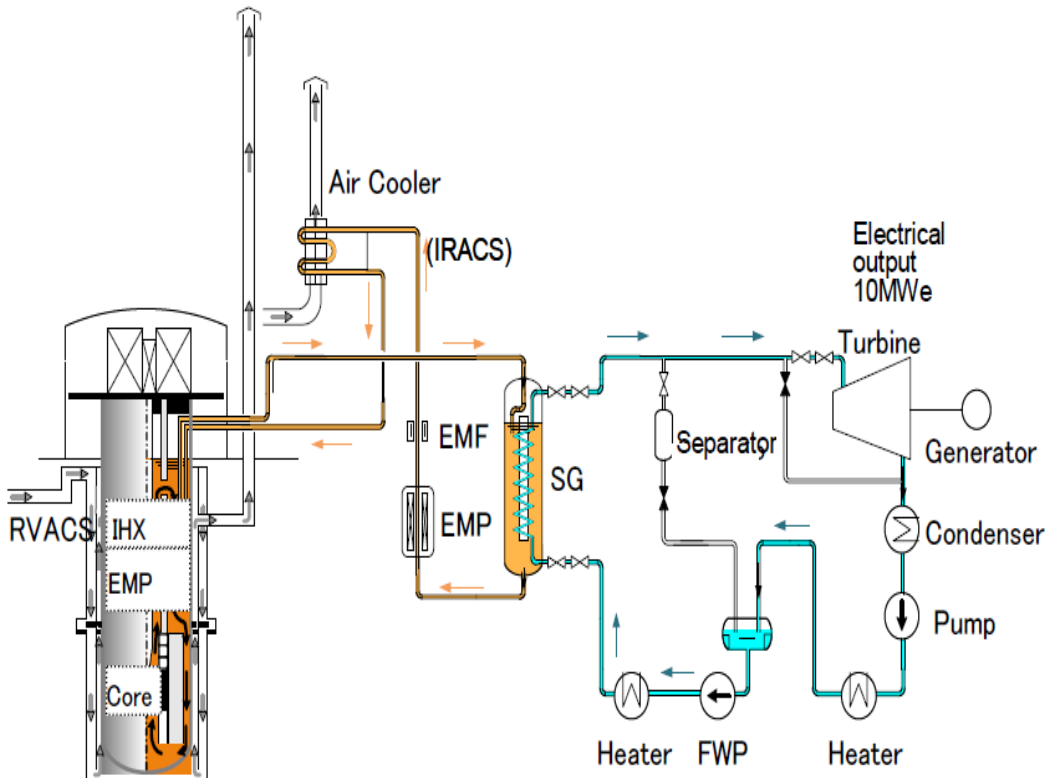 Air Cooler
(IRACS)
Electrical
output
10MWe
Turbine
EMF
Separator
Generator
SG
RVACS
IHX
EMP
Condenser
EMP
Pump
Core
Heater
FWP
Heater